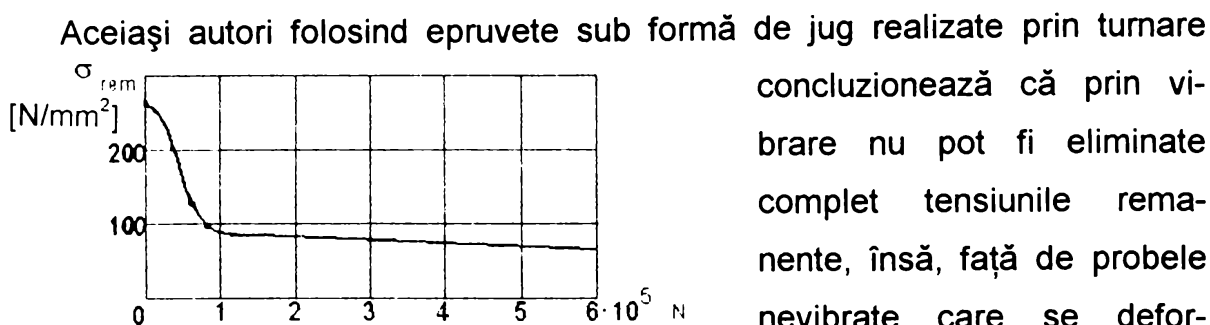 Aceiaşi autori folosind epruvete sub formă de jug realizate prin turnare
σ rem
[N/mm²]
200
100
0 1 2 3 4 5 6·10⁵ N
concluzionează că prin vi-
brare nu pot fi eliminate
complet tensiunile rema-
nente, însă, faţă de probele
nevibrate care se defor-